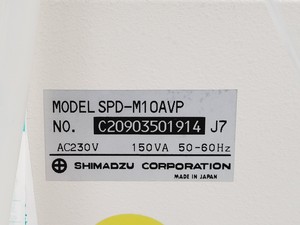 MODEL SPD-M10AVP
NO. C20903501914 J7
AC230V 150VA 50-60Hz
SHIMADZU CORPORATION
MADE IN JAPAN